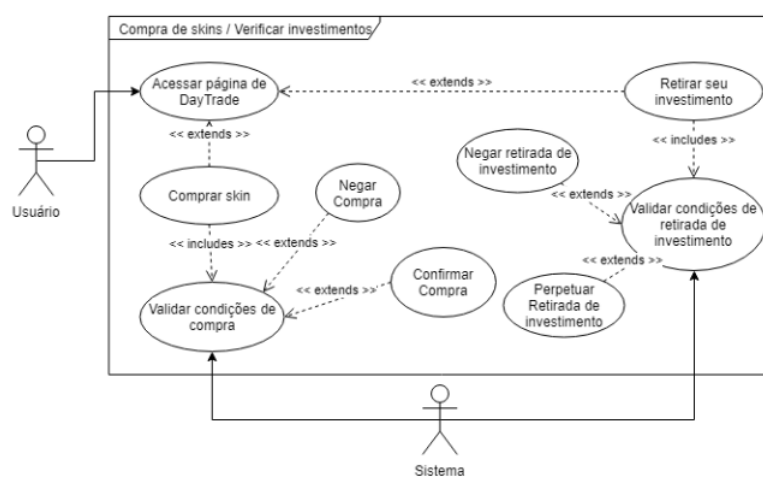 Compra de skins / Verificar investimentos
Acessar página de
DayTrade
<< extends >>
Retirar seu
investimento
<< extends >>
<< includes >>
Usuário
Comprar skin
Negar
Compra
Negar retirada de
investimento
<< extends >>
Validar condições de
retirada de
investimento
<< includes >>
<< extends >>
<< extends >>
Confirmar
Compra
<< extends >>
Perpetuar
Retirada de
investimento
Validar condições de
compra
Sistema